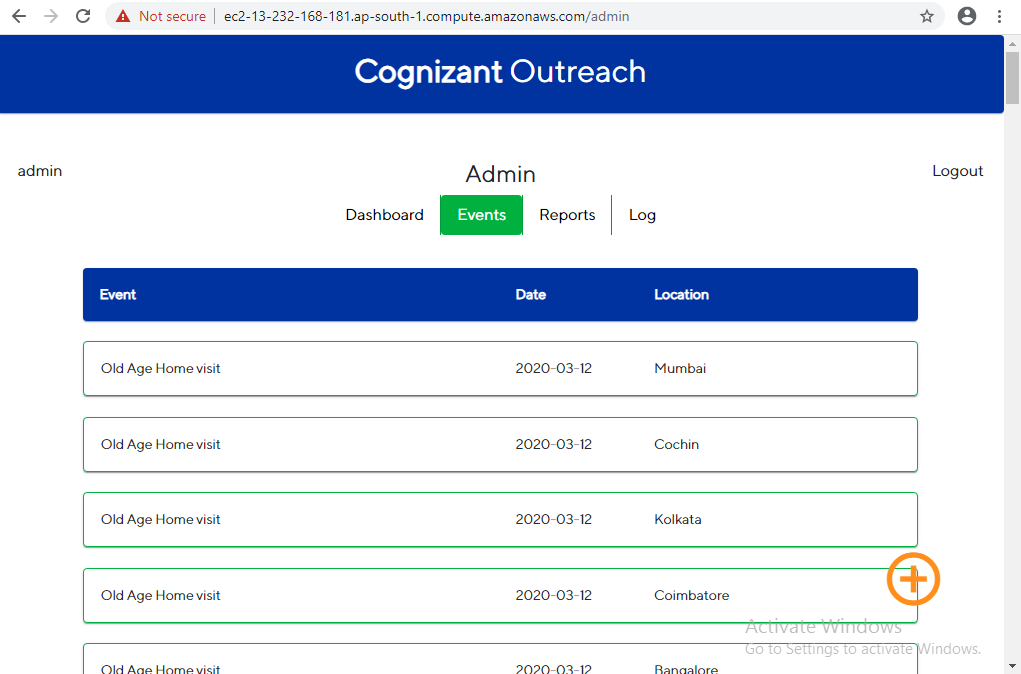 Not secure | ec2-13-232-168-181.ap-south-1.compute.amazonaws.com/admin
Cognizant Outreach
admin
Admin
Logout
Dashboard Events Reports Log
Event Date Location
Old Age Home visit 2020-03-12 Mumbai
Old Age Home visit 2020-03-12 Cochin
Old Age Home visit 2020-03-12 Kolkata
Old Age Home visit 2020-03-12 Coimbatore
Activate Windows
Go to Settings to activate Windows.
Old Age Home visit 2020-03-12 Bangalore